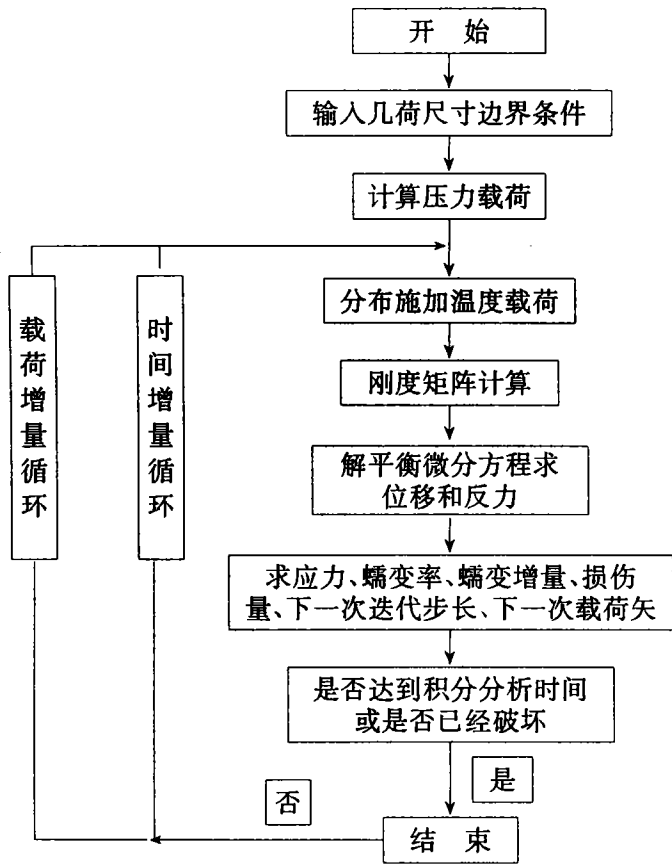 开 始
输入几荷尺寸边界条件
计算压力载荷
分布施加温度载荷
刚度矩阵计算
解平衡微分方程求
位移和反力
求应力、蠕变率、蠕变增量、损伤
量、下一次迭代步长、下一次载荷矢
是否达到积分分析时间
或是否已经破坏
是
否
结 束
载荷增量循环
时间增量循环